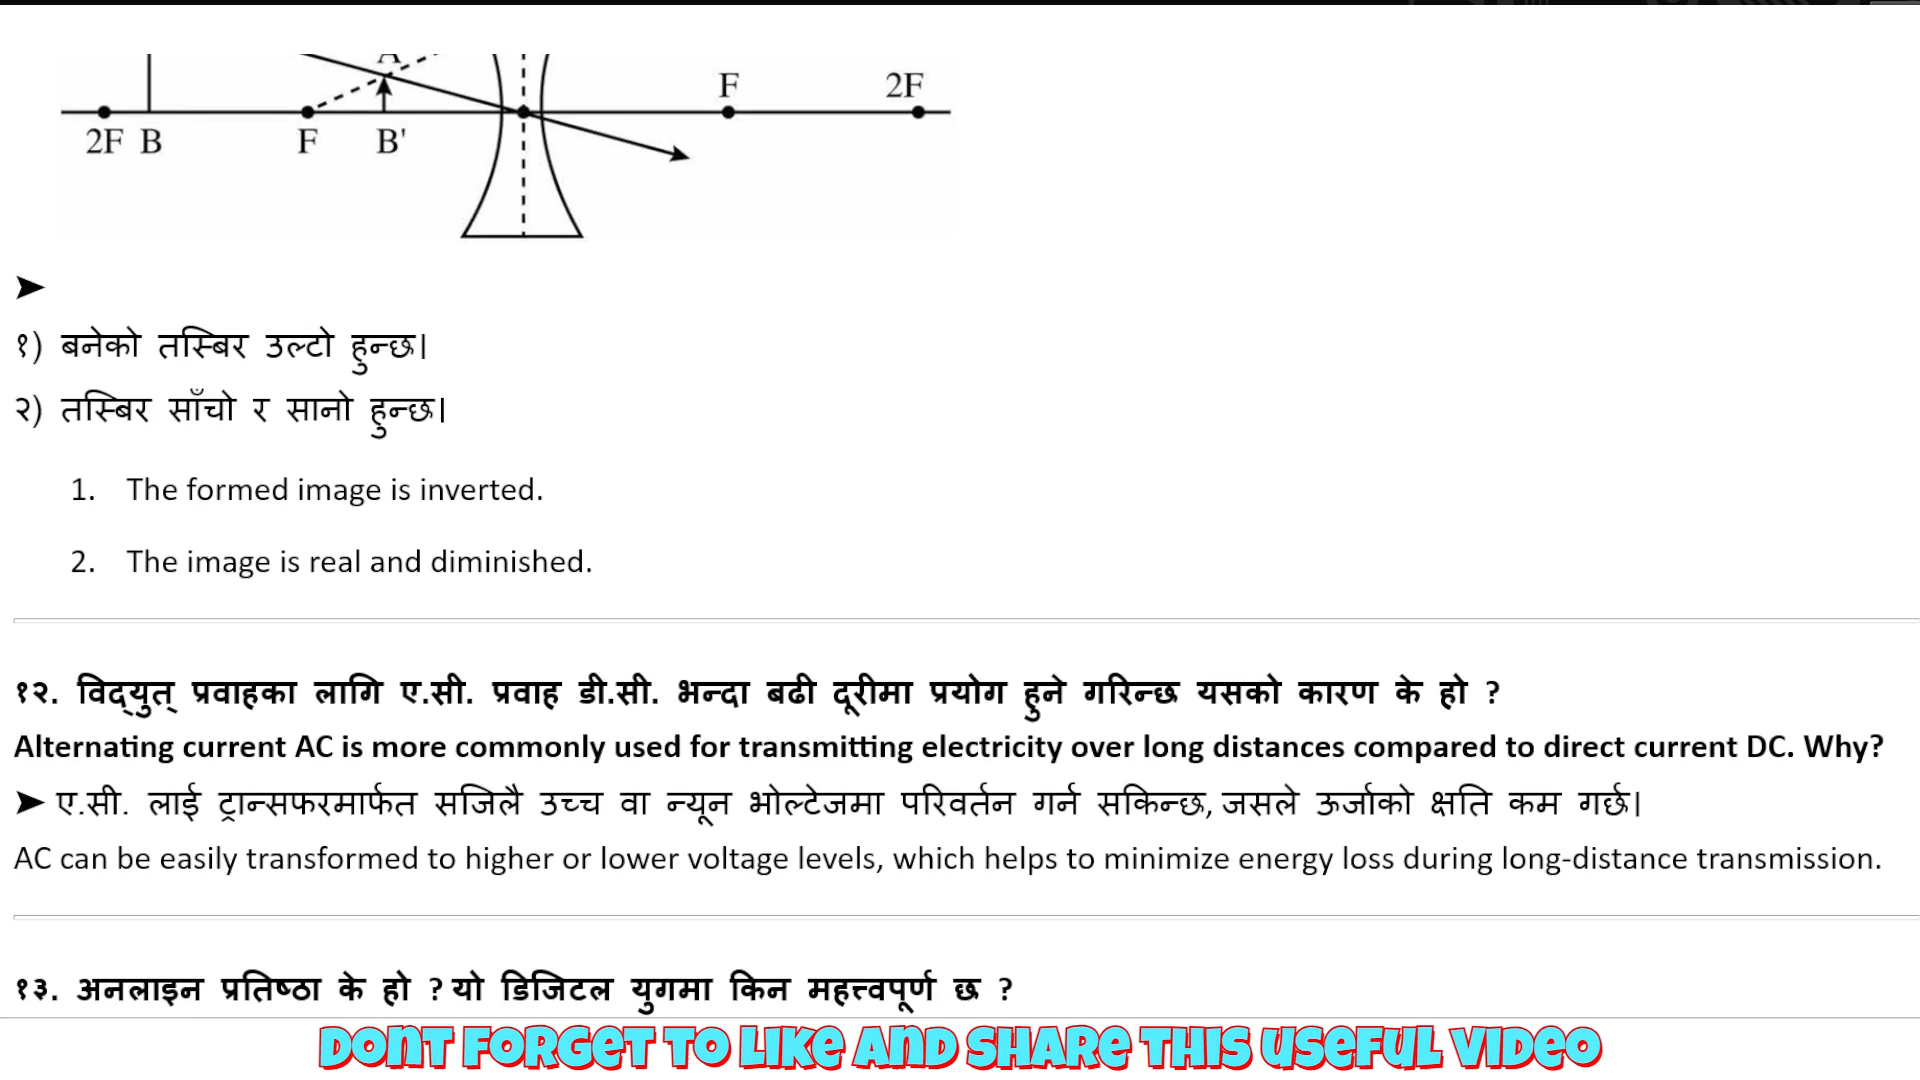 A
F 2F
2F B F B'
➤
१) बनेको तस्बिर उल्टो हुन्छ।
२) तस्बिर साँचो र सानो हुन्छ।
1. The formed image is inverted.
2. The image is real and diminished.
१२. विद्युत् प्रवाहका लागि ए.सी. प्रवाह डी.सी. भन्दा बढी दूरीमा प्रयोग हुने गरिन्छ यसको कारण के हो ?
Alternating current AC is more commonly used for transmitting electricity over long distances compared to direct current DC. Why?
➤ ए.सी. लाई ट्रान्सफरमार्फत सजिलै उच्च वा न्यून भोल्टेजमा परिवर्तन गर्न सकिन्छ, जसले ऊर्जाको क्षति कम गर्छ।
AC can be easily transformed to higher or lower voltage levels, which helps to minimize energy loss during long-distance transmission.
१३. अनलाइन प्रतिष्ठा के हो ? यो डिजिटल युगमा किन महत्त्वपूर्ण छ ?
DONT FORGET TO LIKE AND SHARE THIS USEFUL VIDEO